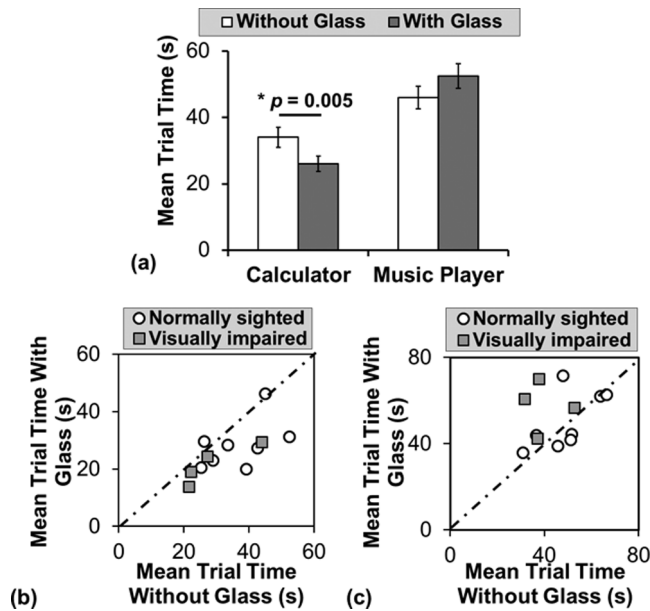 Without Glass With Glass
Mean Trial Time (s)
60
40
20
0
* p = 0.005
Calculator Music Player
(a)
Normally sighted
Visually impaired
Mean Trial Time With
Glass (s)
60
40
20
0
0 20 40 60
Mean Trial Time
Without Glass (s)
(b)
Normally sighted
Visually impaired
Mean Trial Time With
Glass (s)
80
40
0
0 40 80
Mean Trial Time
Without Glass (s)
(c)